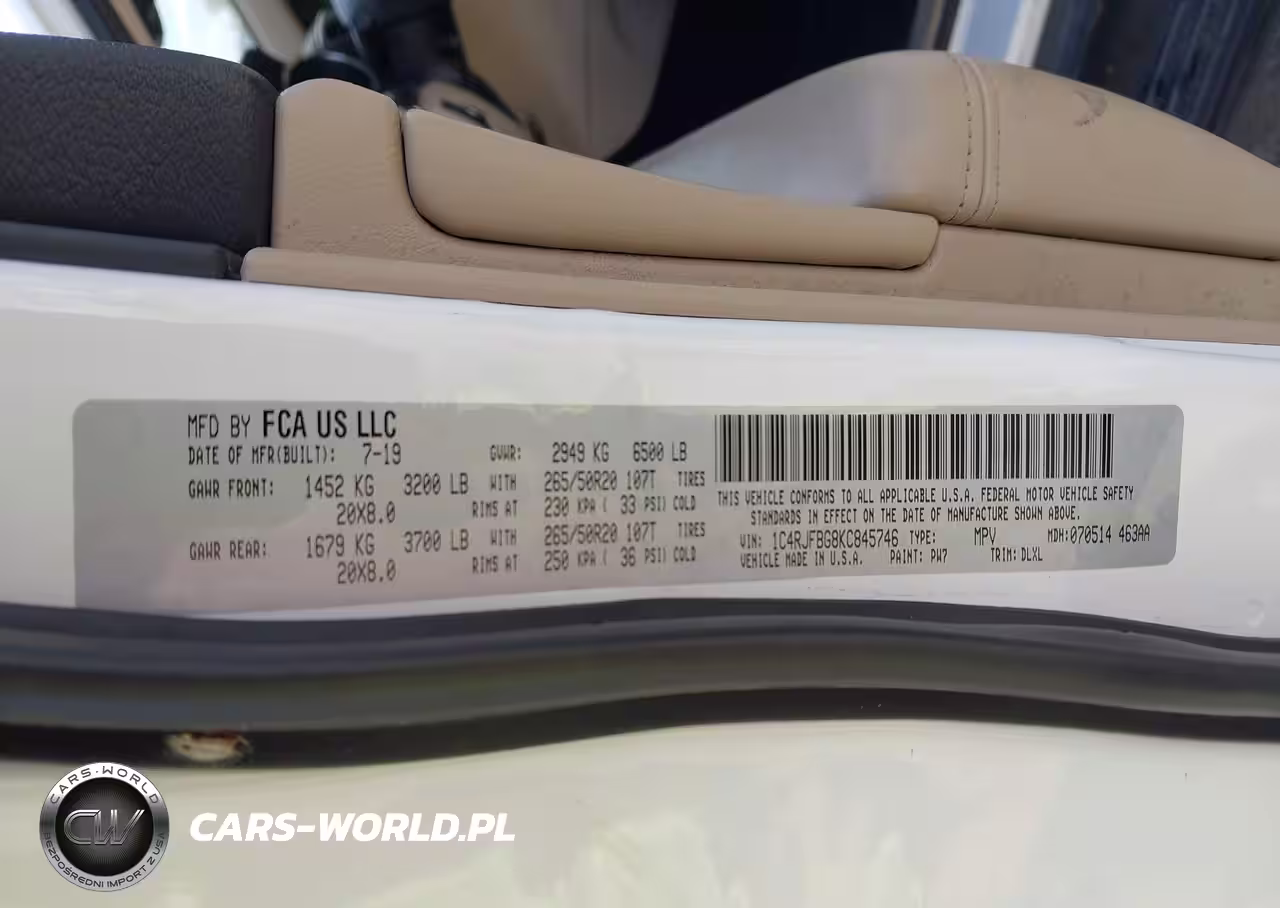 MFD BY FCA US LLC
DATE OF MFR(BUILT): 7-19 GVWR: 2949 KG 6500 LB
GAWR FRONT: 1452 KG 3200 LB WITH 265/50R20 107T TIRES
20X8.0 RIMS AT 230 KPA ( 33 PSI) COLD
GAWR REAR: 1679 KG 3700 LB WITH 265/50R20 107T TIRES
20X8.0 RIMS AT 250 KPA ( 36 PSI) COLD
THIS VEHICLE CONFORMS TO ALL APPLICABLE U.S.A. FEDERAL MOTOR VEHICLE SAFETY
STANDARDS IN EFFECT ON THE DATE OF MANUFACTURE SHOWN ABOVE.
VIN: 1C4RJFBG8KC845746 TYPE: MPV MDH:070514 463AA
VEHICLE MADE IN U.S.A. PAINT: PW7 TRIM: DLXL
CARS-WORLD
CW
BEZPOŚREDNI IMPORT Z USA
CARS-WORLD.PL